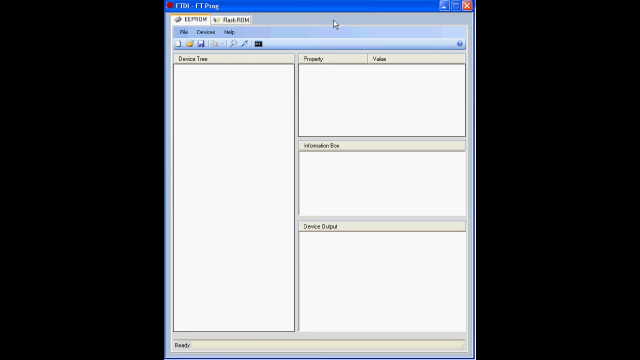 FTDI - FT Prog
EEPROM
Flash ROM
File Devices Help
Device Tree
Property Value
Information Box
Device Output
Ready